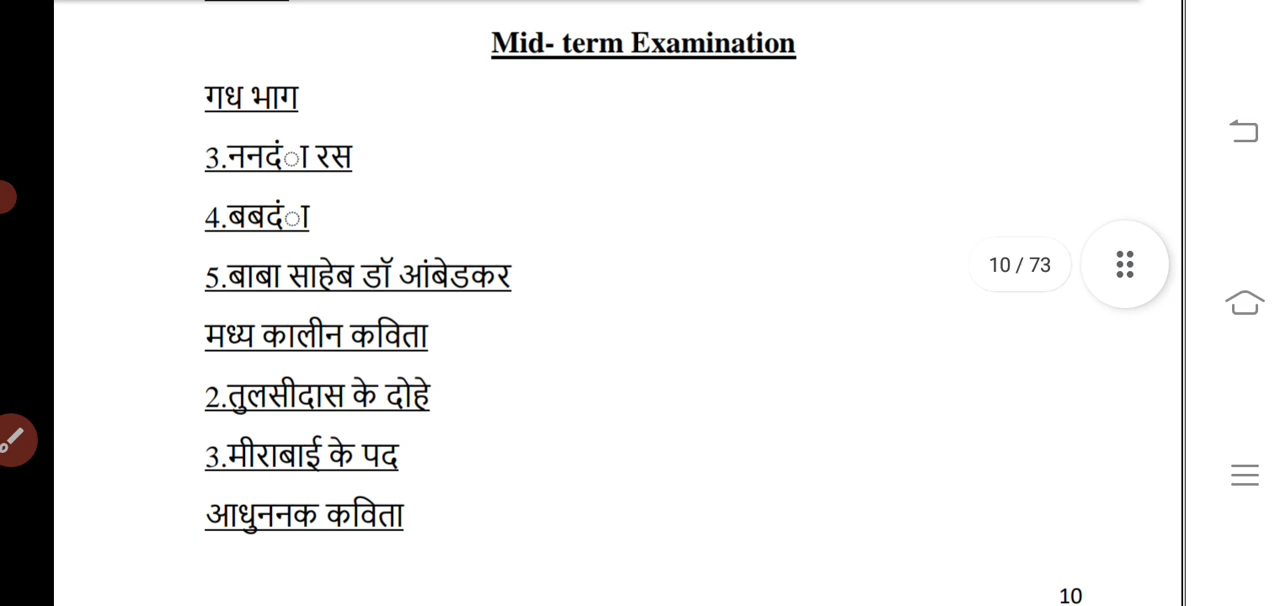 Mid- term Examination
गध भाग
3.ननदंा रस
4.बबदंा
5.बाबा साहेब डॉ आंबेडकर
10 / 73
मध्य कालीन कविता
2.तुलसीदास के दोहे
3.मीराबाई के पद
आधुननक कविता
10